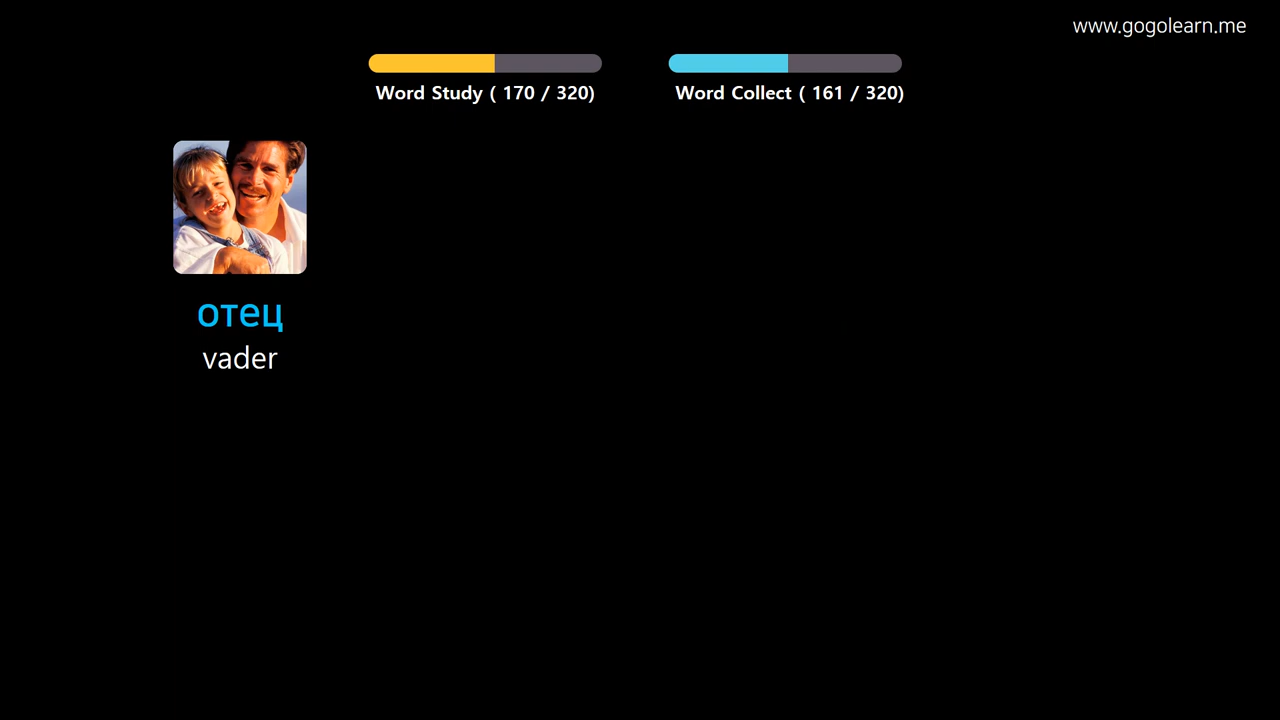 www.gogolearn.me
Word Study ( 170 / 320)
Word Collect ( 161 / 320)
отец
vader